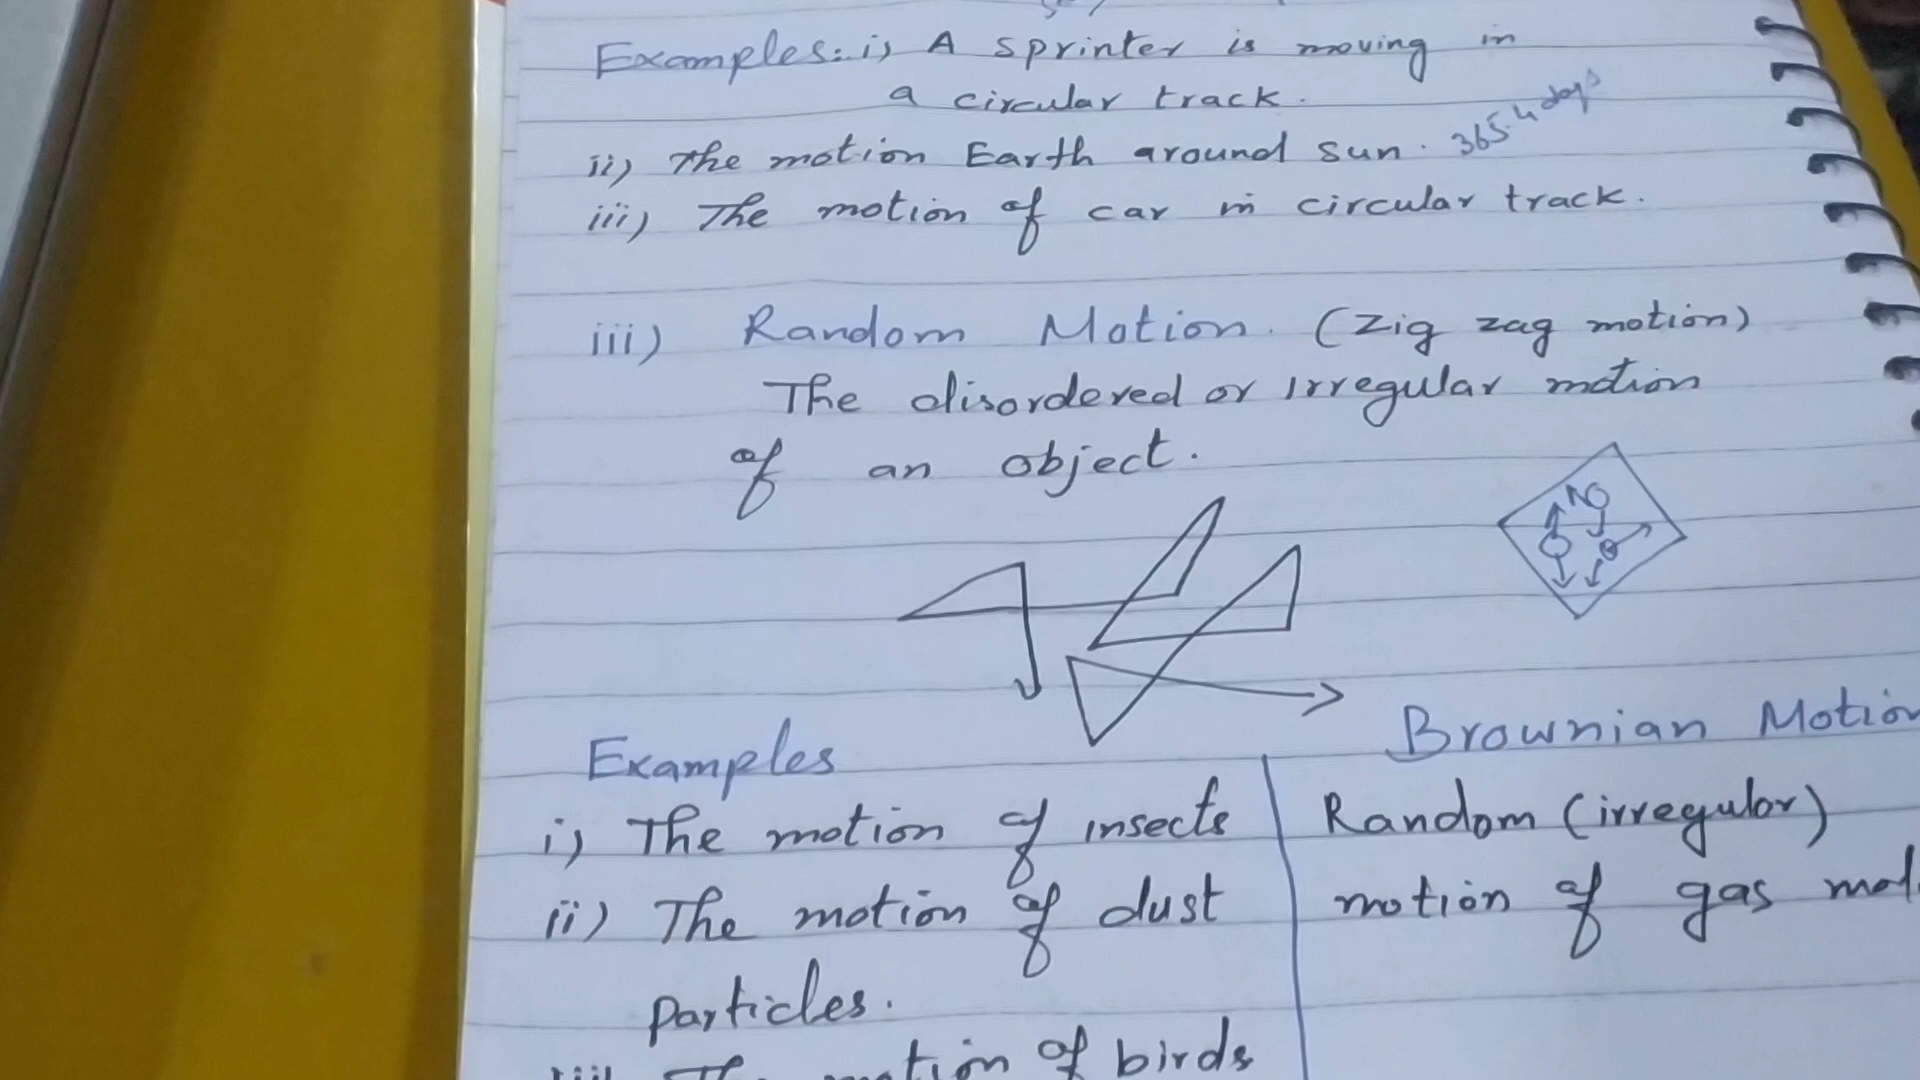 Examples: i) A sprinter is moving in
a circular track.
ii) The motion Earth around sun. 365.4 days
iii) The motion of car in circular track.
iii) Random Motion. (Zig zag motion)
The disordered or irregular motion
of an object.
Examples
i) The motion of insects
ii) The motion of dust
particles.
motion of birds
Brownian Motion
Random (irregular)
motion of gas